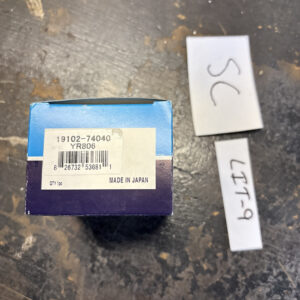 19102-74040
YR806
8 26732 53681 1
QTY 1pc
MADE IN JAPAN
SC
LIT-9